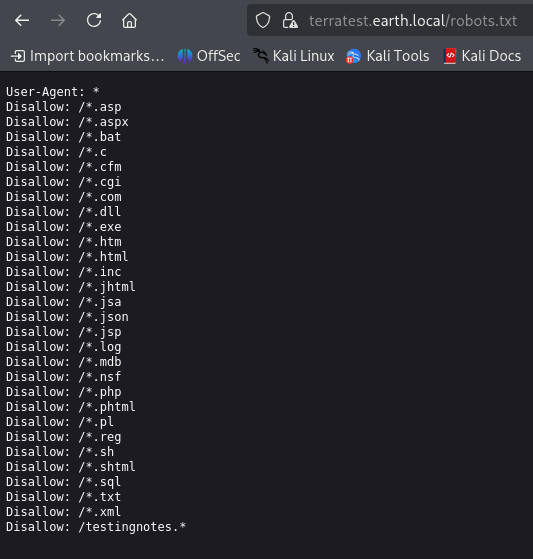 terratest.earth.local/robots.txt
Import bookmarks… OffSec Kali Linux Kali Tools Kali Docs
User-Agent: *
Disallow: /*.asp
Disallow: /*.aspx
Disallow: /*.bat
Disallow: /*.c
Disallow: /*.cfm
Disallow: /*.cgi
Disallow: /*.com
Disallow: /*.dll
Disallow: /*.exe
Disallow: /*.htm
Disallow: /*.html
Disallow: /*.inc
Disallow: /*.jhtml
Disallow: /*.jsa
Disallow: /*.json
Disallow: /*.jsp
Disallow: /*.log
Disallow: /*.mdb
Disallow: /*.nsf
Disallow: /*.php
Disallow: /*.phtml
Disallow: /*.pl
Disallow: /*.reg
Disallow: /*.sh
Disallow: /*.shtml
Disallow: /*.sql
Disallow: /*.txt
Disallow: /*.xml
Disallow: /testingnotes.*